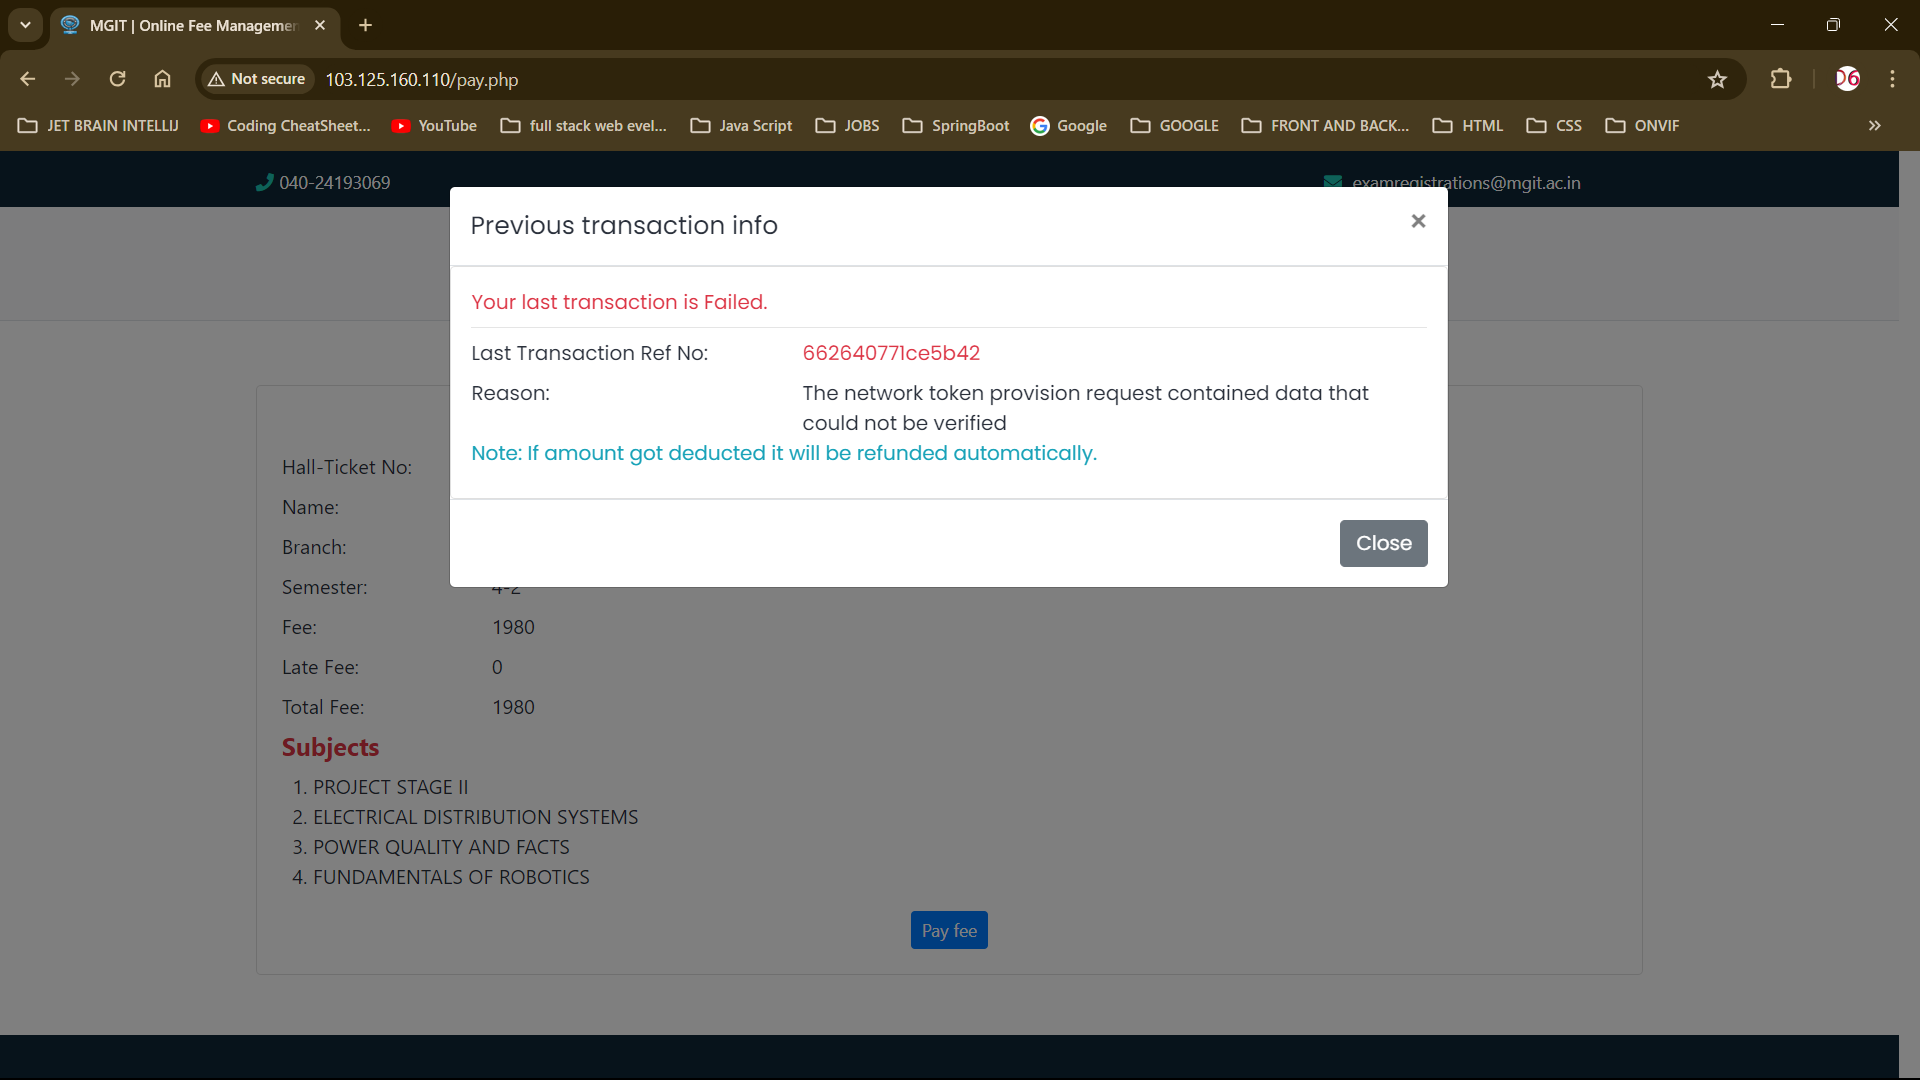 MGIT | Online Fee Managemen
Not secure
103.125.160.110/pay.php
JET BRAIN INTELLIJ
Coding CheatSheet...
YouTube
full stack web evel...
Java Script
JOBS
SpringBoot
Google
GOOGLE
FRONT AND BACK...
HTML
CSS
ONVIF
040-24193069
examregistrations@mgit.ac.in
Previous transaction info
×
Your last transaction is Failed.
Last Transaction Ref No: 662640771ce5b42
Reason: The network token provision request contained data that
could not be verified
Note: If amount got deducted it will be refunded automatically.
Close
Hall-Ticket No:
Name:
Branch:
Semester: 4-2
Fee: 1980
Late Fee: 0
Total Fee: 1980
Subjects
1. PROJECT STAGE II
2. ELECTRICAL DISTRIBUTION SYSTEMS
3. POWER QUALITY AND FACTS
4. FUNDAMENTALS OF ROBOTICS
Pay fee